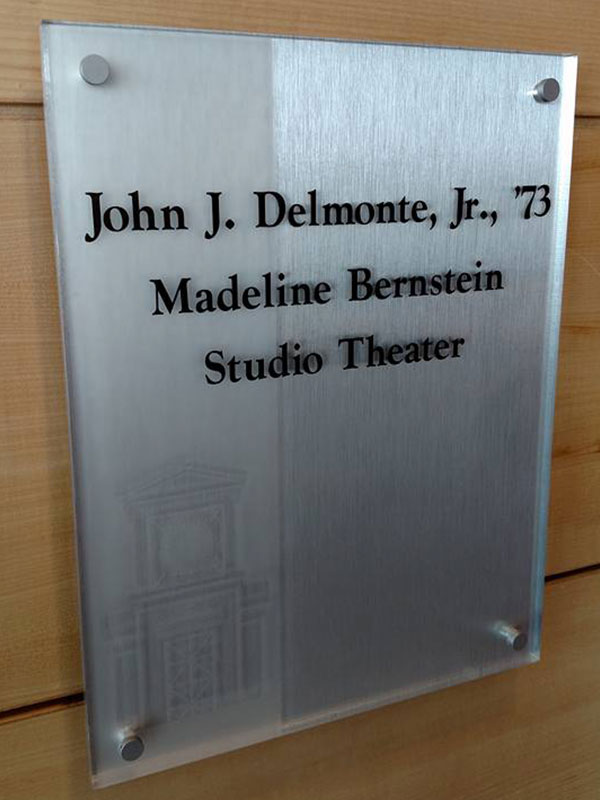 John J. Delmonte, Jr., '73
Madeline Bernstein
Studio Theater